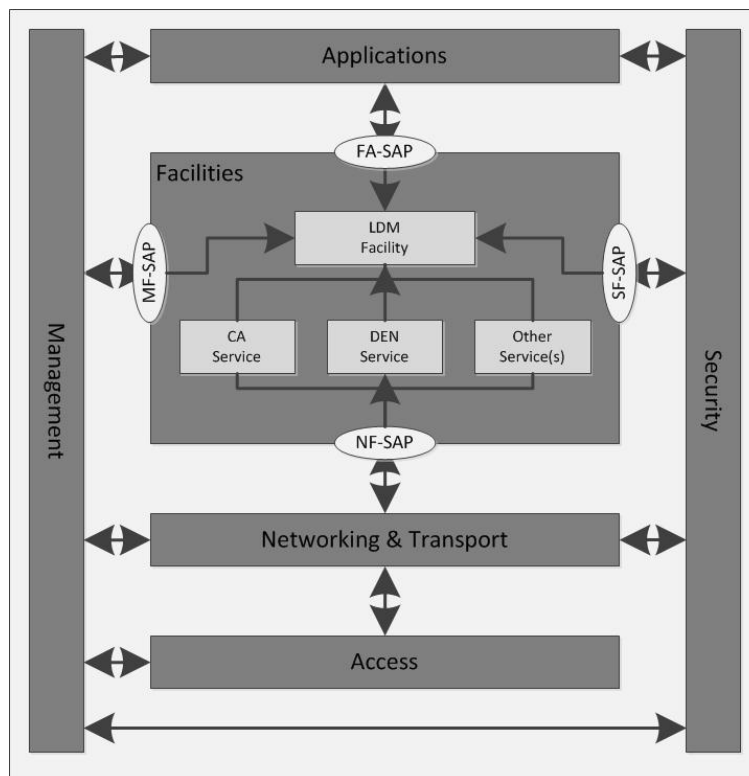 Applications
FA-SAP
Facilities
LDM
Facility
MF-SAP
SF-SAP
CA
Service
DEN
Service
Other
Service(s)
Management
Security
NF-SAP
Networking & Transport
Access